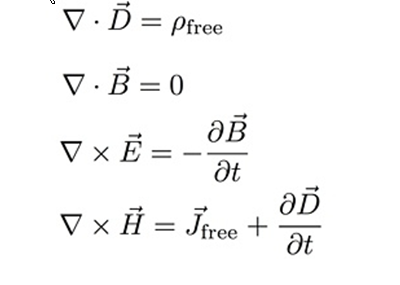 ∇ · D⃗ = ρ_free
∇ · B⃗ = 0
∇ × E⃗ = −∂B⃗/∂t
∇ × H⃗ = J⃗_free + ∂D⃗/∂t